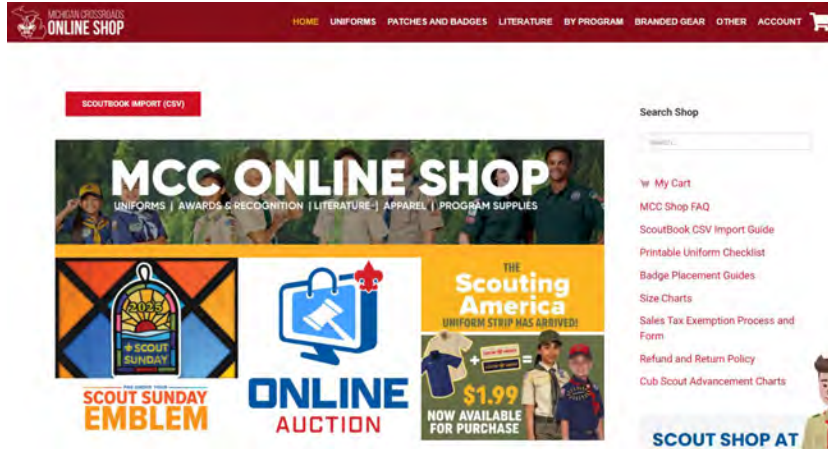 MICHIGAN CROSSROADS
ONLINE SHOP
HOME UNIFORMS PATCHES AND BADGES LITERATURE BY PROGRAM BRANDED GEAR OTHER ACCOUNT
SCOUTBOOK IMPORT (CSV)
MCC ONLINE SHOP
UNIFORMS | AWARDS & RECOGNITION | LITERATURE | APPAREL | PROGRAM SUPPLIES
2025
SCOUT
SUNDAY
SCOUT SUNDAY
EMBLEM
ONLINE
AUCTION
THE
Scouting
America
UNIFORM STRIP HAS ARRIVED!
+ =
$1.99
NOW AVAILABLE
FOR PURCHASE
Search Shop
Search...
My Cart
MCC Shop FAQ
ScoutBook CSV Import Guide
Printable Uniform Checklist
Badge Placement Guides
Size Charts
Sales Tax Exemption Process and
Form
Refund and Return Policy
Cub Scout Advancement Charts
SCOUT SHOP AT